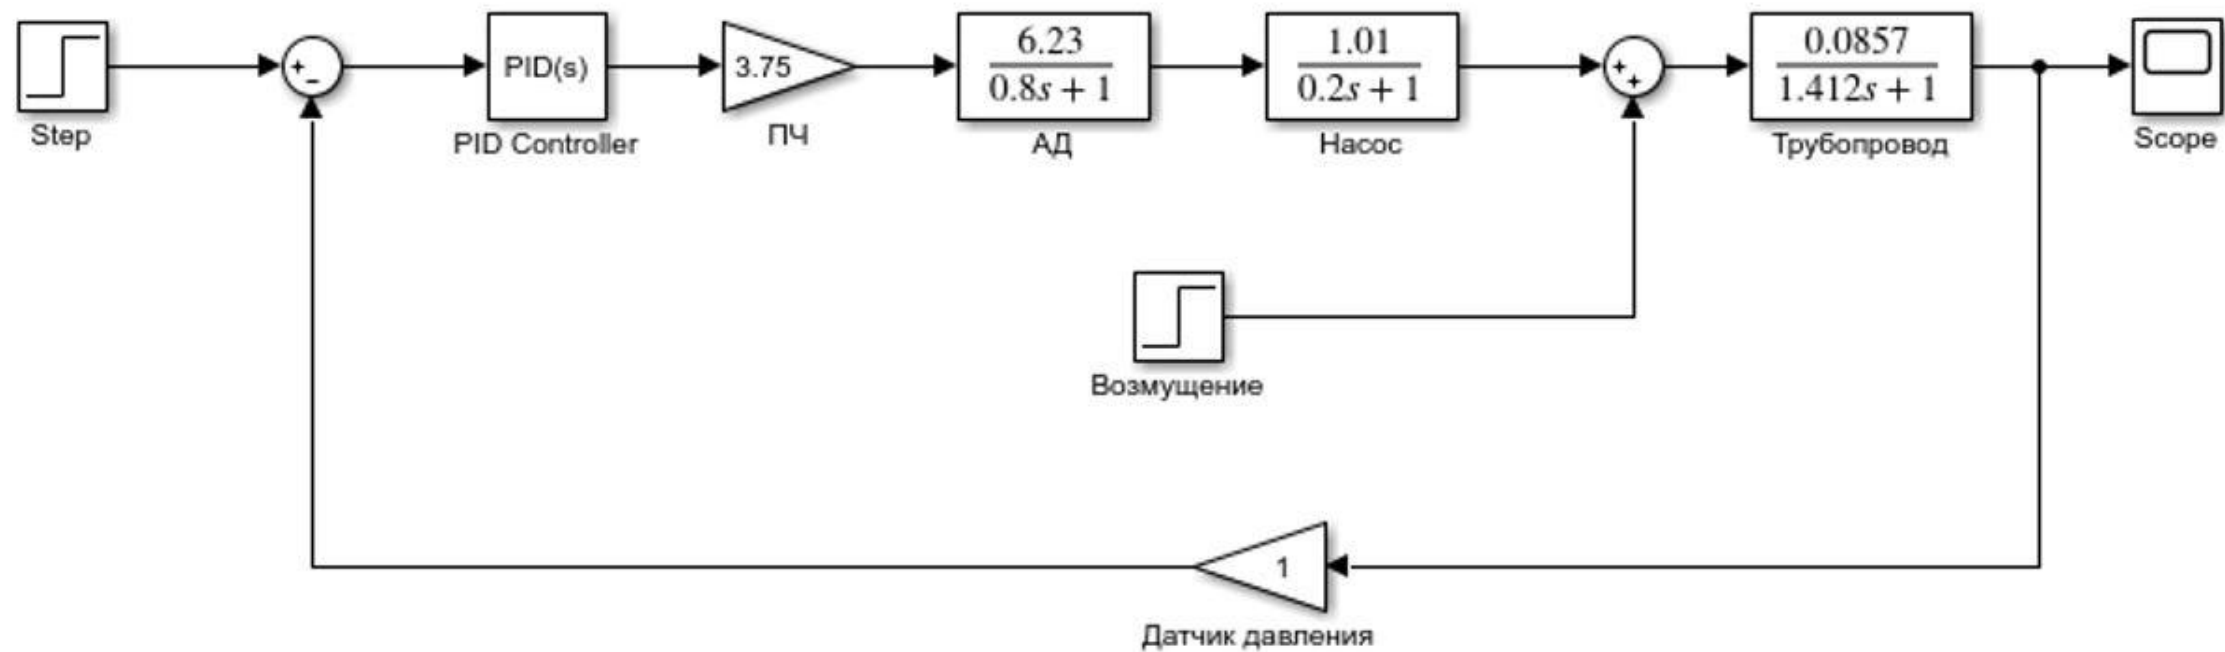 Step
+
−
PID(s)
PID Controller
3.75
ПЧ
6.23
0.8s + 1
АД
1.01
0.2s + 1
Насос
+
+
0.0857
1.412s + 1
Трубопровод
Scope
Возмущение
1
Датчик давления